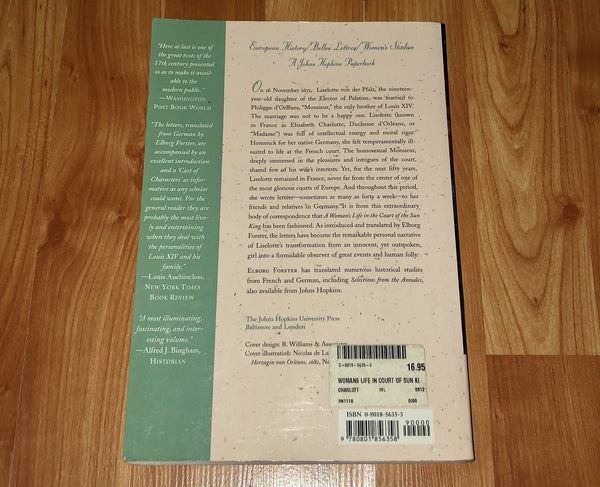 European History/Belles Lettres/Women's Studies
A Johns Hopkins Paperback
"Here at last is one of
the great texts of the
17th century presented
so as to make it avail-
able to the
modern public."
—WASHINGTON
POST BOOK WORLD
"The letters, translated
from German by
Elborg Forster, are
accompanied by an
excellent introduction
and a 'Cast of
Characters' as infor-
mative as any scholar
could want. For the
general reader they are
probably the most live-
ly and entertaining
when they deal with
the personalities of
Louis XIV and his
family."
—Louis Auchincloss,
NEW YORK TIMES
BOOK REVIEW
"A most illuminating,
fascinating, and inter-
esting volume."
—Alfred J. Bingham,
HISTORIAN
On 16 November 1671, Liselotte von der Pfalz, the nineteen-
year-old daughter of the Elector of Palatine, was married to
Philippe d'Orléans, "Monsieur," the only brother of Louis XIV.
The marriage was not to be a happy one. Liselotte (known
in France as Elisabeth Charlotte, Duchesse d'Orléans, or
"Madame") was full of intellectual energy and moral rigor.
Homesick for her native Germany, she felt temperamentally ill-
suited to life at the French court. The homosexual Monsieur,
deeply immersed in the pleasures and intrigues of the court,
shared few of his wife's interests. Yet, for the next fifty years,
Liselotte remained in France, never far from the center of one of
the most glorious courts of Europe. And throughout this period,
she wrote letters—sometimes as many as forty a week—to her
friends and relatives in Germany. It is from this extraordinary
body of correspondence that A Woman's Life in the Court of the Sun
King has been fashioned. As introduced and translated by Elborg
Forster, the letters have become the remarkable personal narrative
of Liselotte's transformation from an innocent, yet outspoken,
girl into a formidable observer of great events and human folly.
ELBORG FORSTER has translated numerous historical studies
from French and German, including Selections from the Annales,
also available from Johns Hopkins.
The Johns Hopkins University Press
Baltimore and London
Cover design: B. Williams & Associates
Cover illustration: Nicolas de La
Herzogin von Orléans, 1682, N
0-8018-5635-3
16.95
WOMANS LIFE IN COURT OF SUN KI
CHARLOTT
9812
9N1110
0/00
ISBN 0-8018-5635-3
90000
9 780801 856358